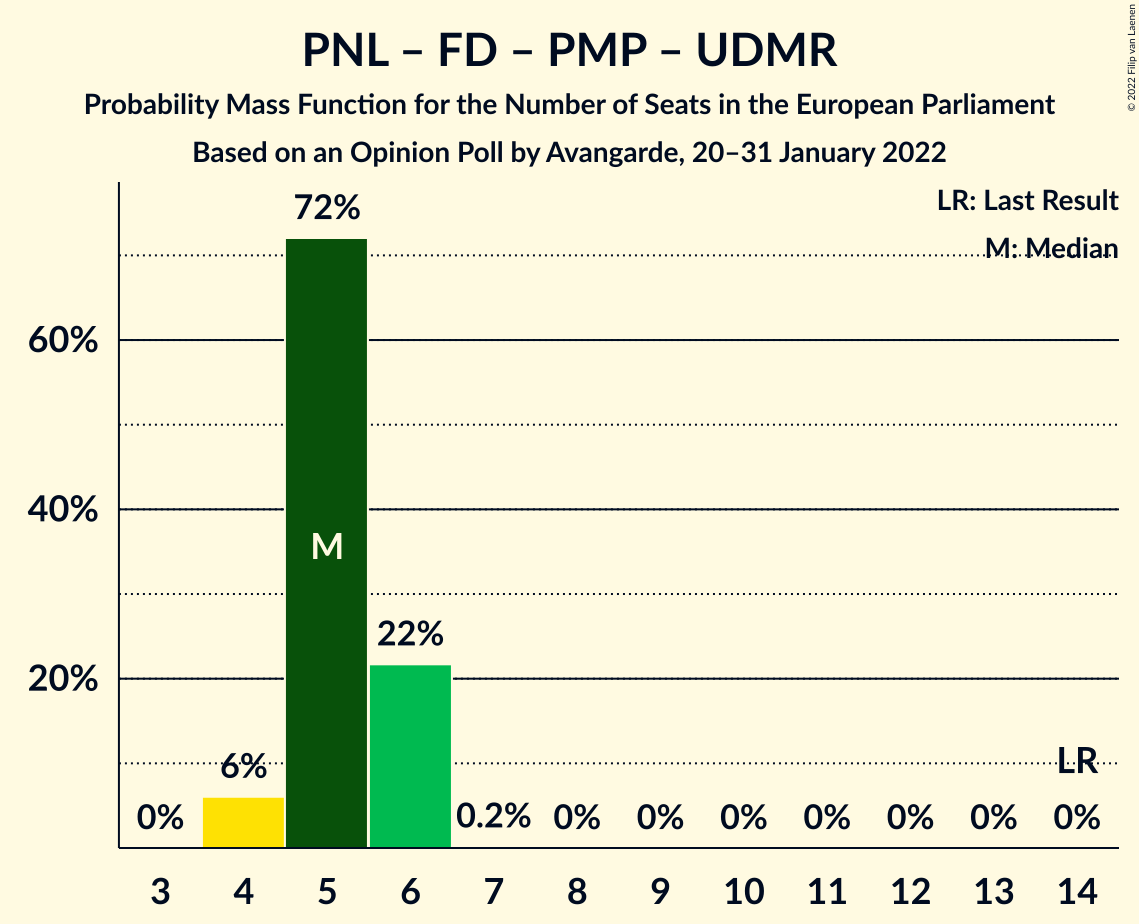 PNL – FD – PMP – UDMR
Probability Mass Function for the Number of Seats in the European Parliament
Based on an Opinion Poll by Avangarde, 20–31 January 2022
© 2022 Filip van Laenen
LR: Last Result
M: Median
72%
60%
40%
M
22%
20%
6%
LR
0%
0.2%
0%
0%
0%
0%
0%
0%
0%
3 4 5 6 7 8 9 10 11 12 13 14